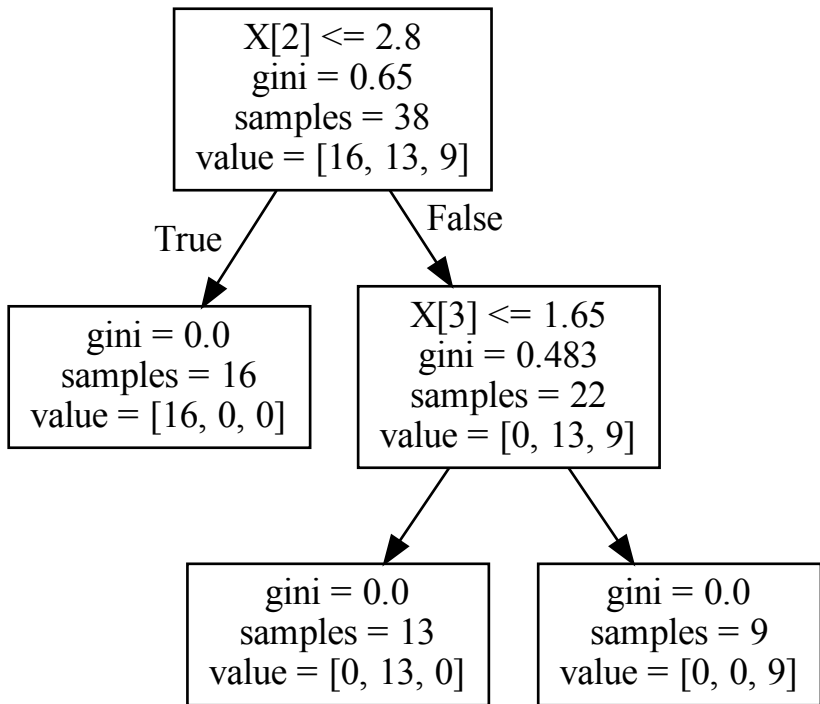 X[2] <= 2.8
gini = 0.65
samples = 38
value = [16, 13, 9]
True
False
gini = 0.0
samples = 16
value = [16, 0, 0]
X[3] <= 1.65
gini = 0.483
samples = 22
value = [0, 13, 9]
gini = 0.0
samples = 13
value = [0, 13, 0]
gini = 0.0
samples = 9
value = [0, 0, 9]